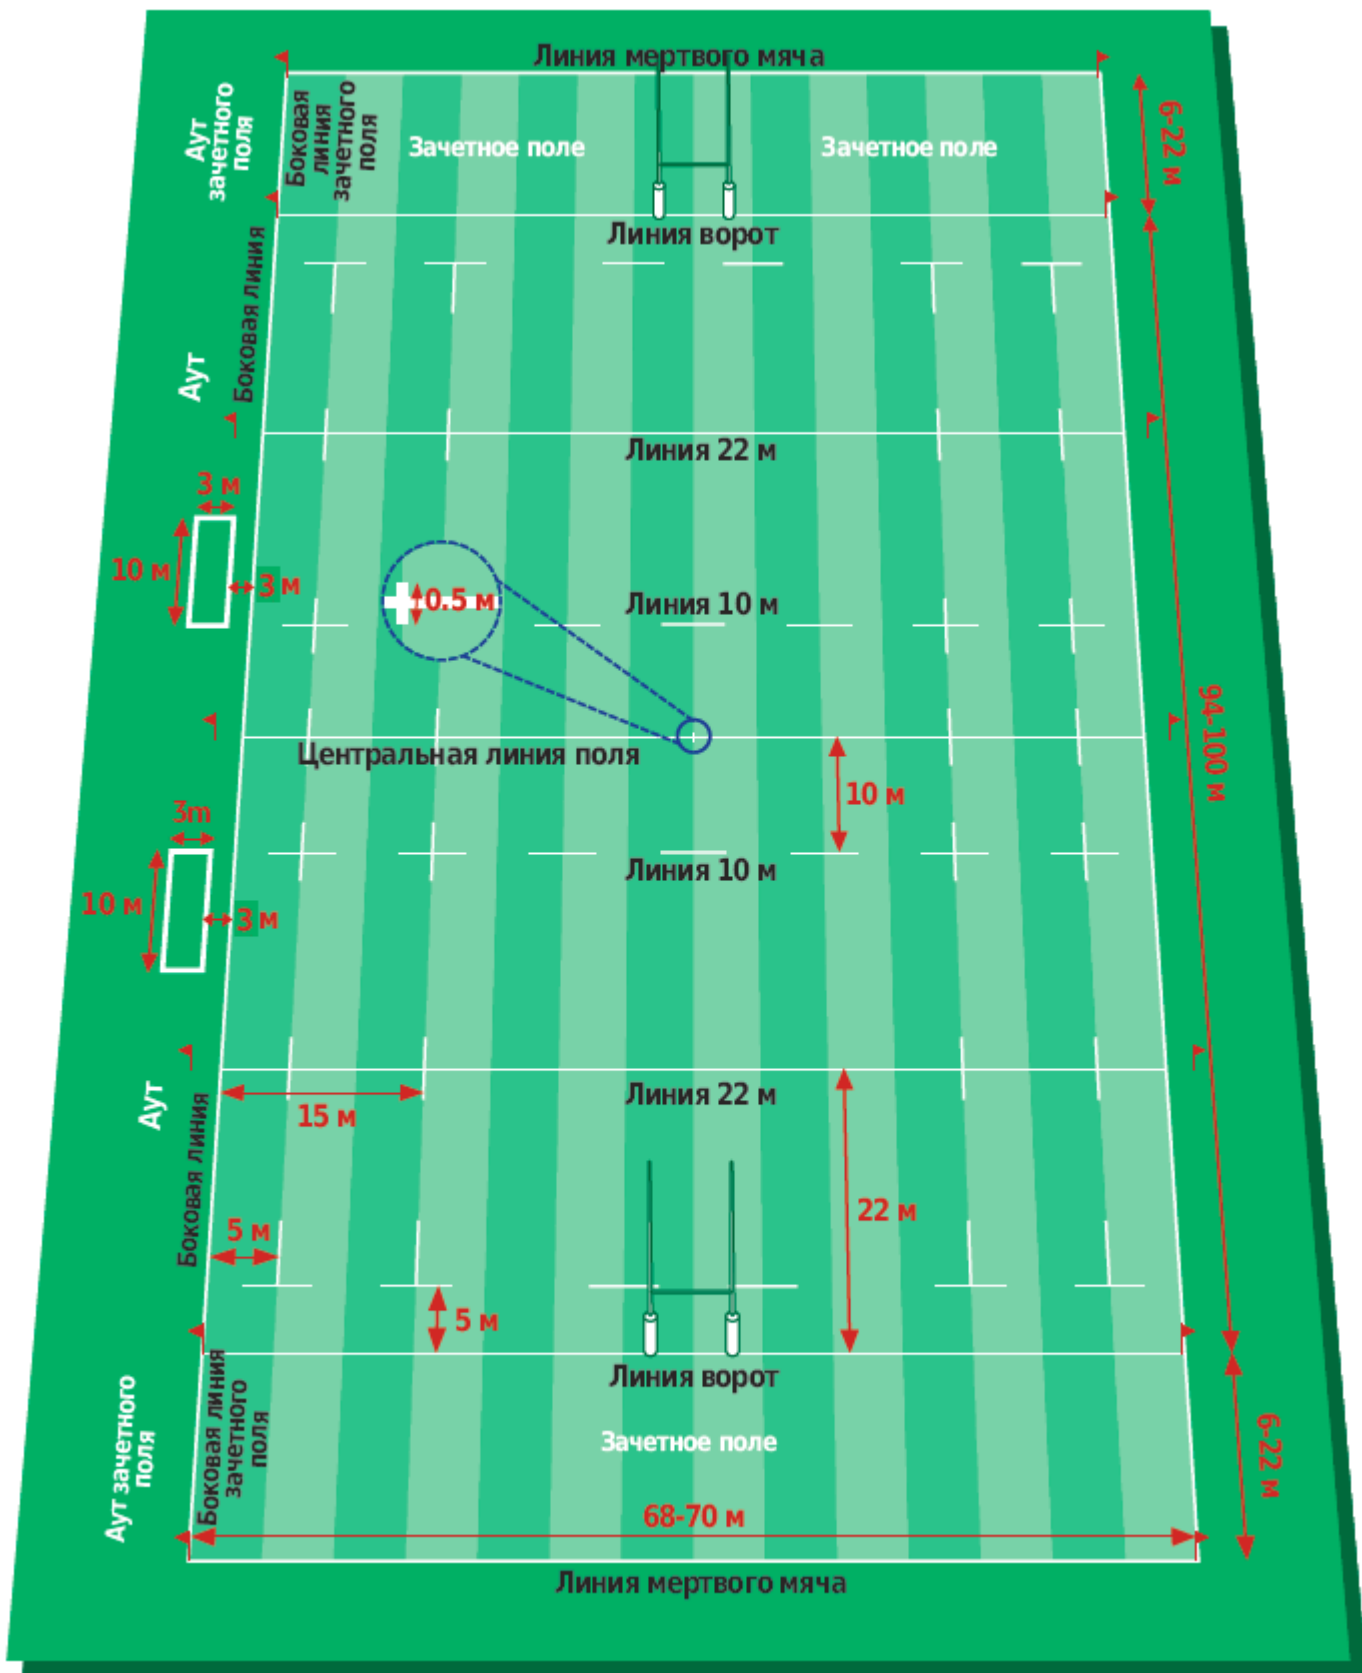 Линия мертвого мяча
Аут
зачетного
поля
Боковая
линия
зачетного
поля
Зачетное поле
Зачетное поле
6-22 м
Линия ворот
Боковая линия
Аут
Линия 22 м
3 м
10 м
3 м
0.5 м
Линия 10 м
94-100 м
Центральная линия поля
10 м
3m
Линия 10 м
10 м
3 м
Линия 22 м
Аут
15 м
Боковая линия
22 м
5 м
5 м
Линия ворот
Аут зачетного
поля
Боковая линия
зачетного
поля
Зачетное поле
6-22 м
68-70 м
Линия мертвого мяча